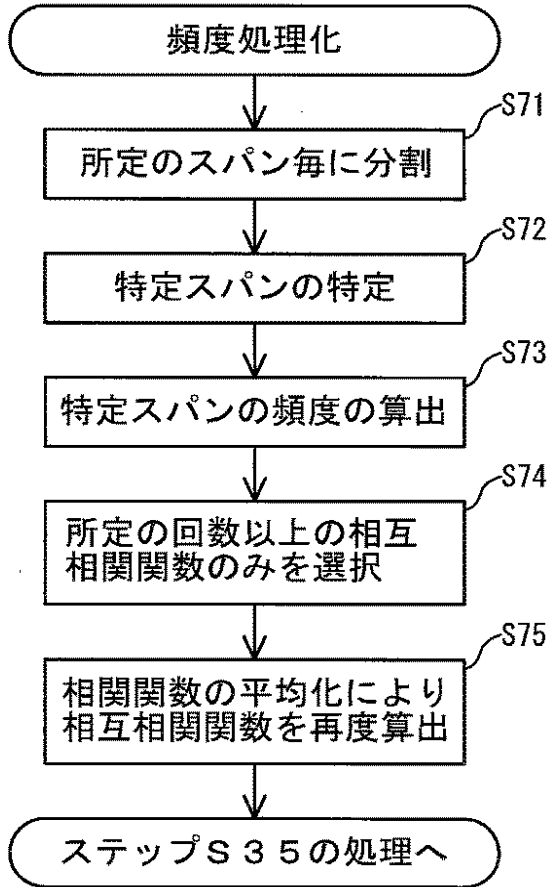 頻度処理化
S71
所定のスパン毎に分割
S72
特定スパンの特定
S73
特定スパンの頻度の算出
S74
所定の回数以上の相互
相関関数のみを選択
S75
相関関数の平均化により
相互相関関数を再度算出
ステップS35の処理へ